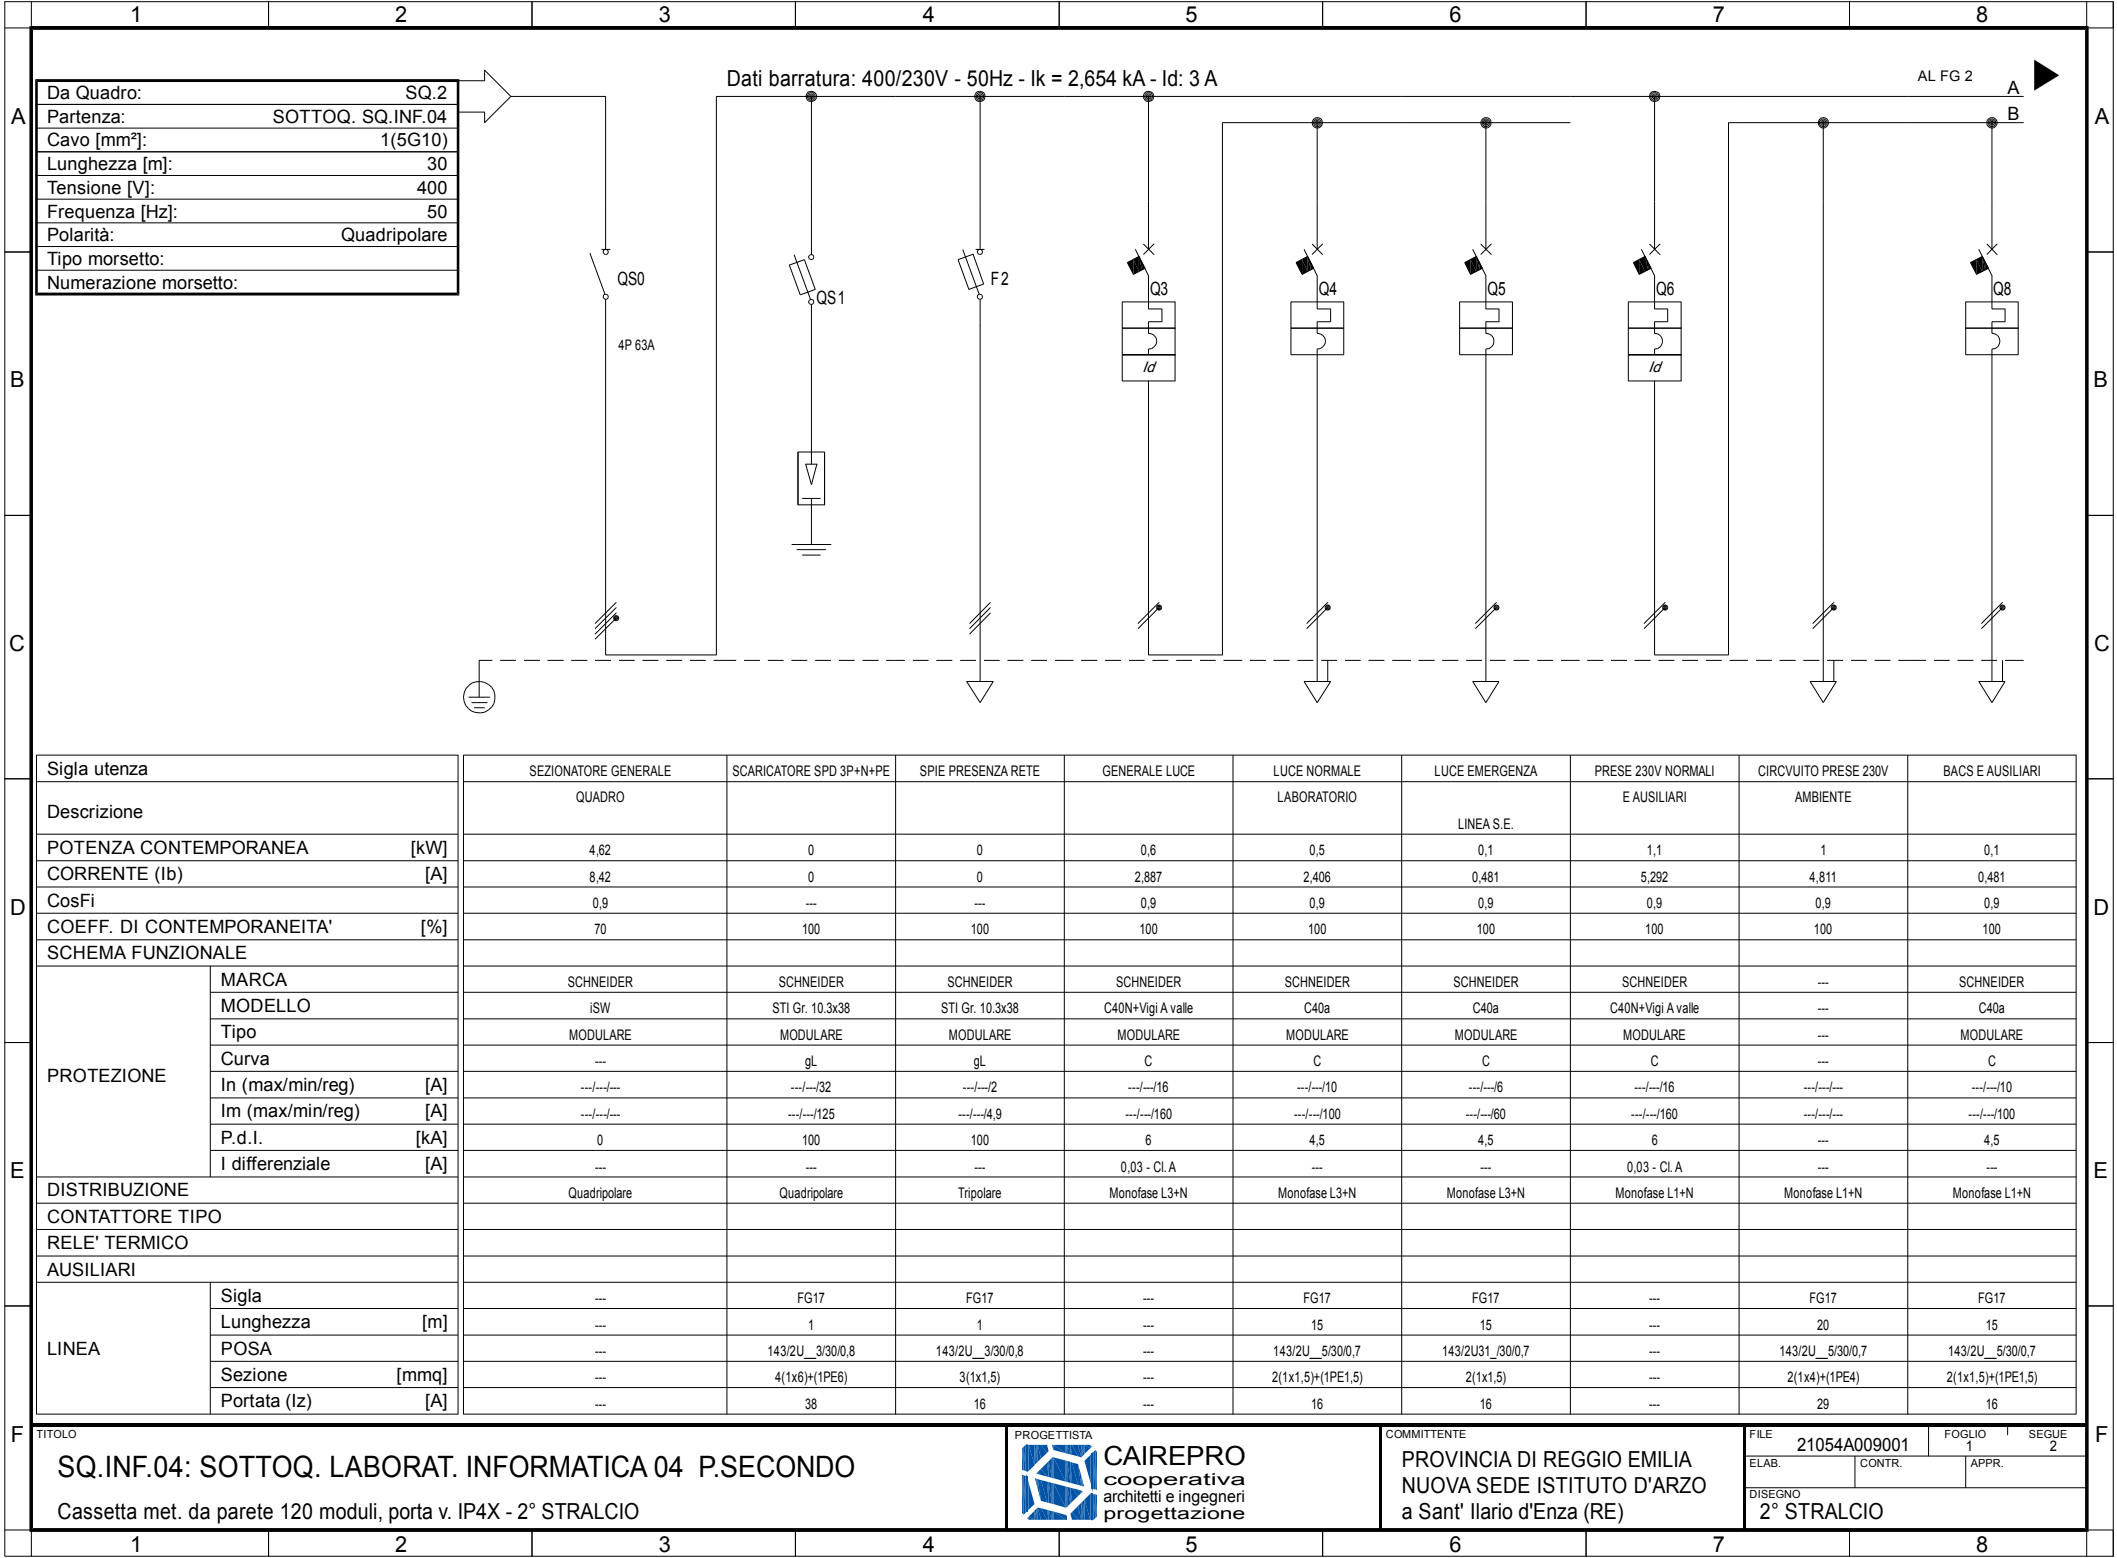 1 2 3 4 5 6 7 8
A A
B B
C C
D D
E E
F F
Da Quadro: SQ.2
Partenza: SOTTOQ. SQ.INF.04
Cavo [mm²]: 1(5G10)
Lunghezza [m]: 30
Tensione [V]: 400
Frequenza [Hz]: 50
Polarità: Quadripolare
Tipo morsetto:
Numerazione morsetto:
Dati barratura: 400/230V - 50Hz - Ik = 2,654 kA - Id: 3 A
AL FG 2
A
B
QS0
4P 63A
QS1
F2
Q3
Id
Q4
Q5
Q6
Id
Q8
Sigla utenza SEZIONATORE GENERALE SCARICATORE SPD 3P+N+PE SPIE PRESENZA RETE GENERALE LUCE LUCE NORMALE LUCE EMERGENZA PRESE 230V NORMALI CIRCVUITO PRESE 230V BACS E AUSILIARI
Descrizione QUADRO LABORATORIO LINEA S.E. E AUSILIARI AMBIENTE
POTENZA CONTEMPORANEA [kW] 4,62 0 0 0,6 0,5 0,1 1,1 1 0,1
CORRENTE (Ib) [A] 8,42 0 0 2,887 2,406 0,481 5,292 4,811 0,481
CosFi 0,9 --- --- 0,9 0,9 0,9 0,9 0,9 0,9
COEFF. DI CONTEMPORANEITA' [%] 70 100 100 100 100 100 100 100 100
SCHEMA FUNZIONALE
PROTEZIONE
MARCA SCHNEIDER SCHNEIDER SCHNEIDER SCHNEIDER SCHNEIDER SCHNEIDER SCHNEIDER --- SCHNEIDER
MODELLO iSW STI Gr. 10.3x38 STI Gr. 10.3x38 C40N+Vigi A valle C40a C40a C40N+Vigi A valle --- C40a
Tipo MODULARE MODULARE MODULARE MODULARE MODULARE MODULARE MODULARE --- MODULARE
Curva --- gL gL C C C C --- C
In (max/min/reg) [A] ---/---/--- ---/---/32 ---/---/2 ---/---/16 ---/---/10 ---/---/6 ---/---/16 ---/---/--- ---/---/10
Im (max/min/reg) [A] ---/---/--- ---/---/125 ---/---/4,9 ---/---/160 ---/---/100 ---/---/60 ---/---/160 ---/---/--- ---/---/100
P.d.I. [kA] 0 100 100 6 4,5 4,5 6 --- 4,5
I differenziale [A] --- --- --- 0,03 - Cl. A --- --- 0,03 - Cl. A --- ---
DISTRIBUZIONE Quadripolare Quadripolare Tripolare Monofase L3+N Monofase L3+N Monofase L3+N Monofase L1+N Monofase L1+N Monofase L1+N
CONTATTORE TIPO
RELE' TERMICO
AUSILIARI
LINEA
Sigla --- FG17 FG17 --- FG17 FG17 --- FG17 FG17
Lunghezza [m] --- 1 1 --- 15 15 --- 20 15
POSA --- 143/2U__3/30/0,8 143/2U__3/30/0,8 --- 143/2U__5/30/0,7 143/2U31_/30/0,7 --- 143/2U__5/30/0,7 143/2U__5/30/0,7
Sezione [mmq] --- 4(1x6)+(1PE6) 3(1x1,5) --- 2(1x1,5)+(1PE1,5) 2(1x1,5) --- 2(1x4)+(1PE4) 2(1x1,5)+(1PE1,5)
Portata (Iz) [A] --- 38 16 --- 16 16 --- 29 16
TITOLO
SQ.INF.04: SOTTOQ. LABORAT. INFORMATICA 04 P.SECONDO
Cassetta met. da parete 120 moduli, porta v. IP4X - 2° STRALCIO
PROGETTISTA
CAIREPRO
cooperativa
architetti e ingegneri
progettazione
COMMITTENTE
PROVINCIA DI REGGIO EMILIA
NUOVA SEDE ISTITUTO D'ARZO
a Sant' Ilario d'Enza (RE)
FILE 21054A009001 FOGLIO 1 SEGUE 2
ELAB. CONTR. APPR.
DISEGNO
2° STRALCIO
1 2 3 4 5 6 7 8